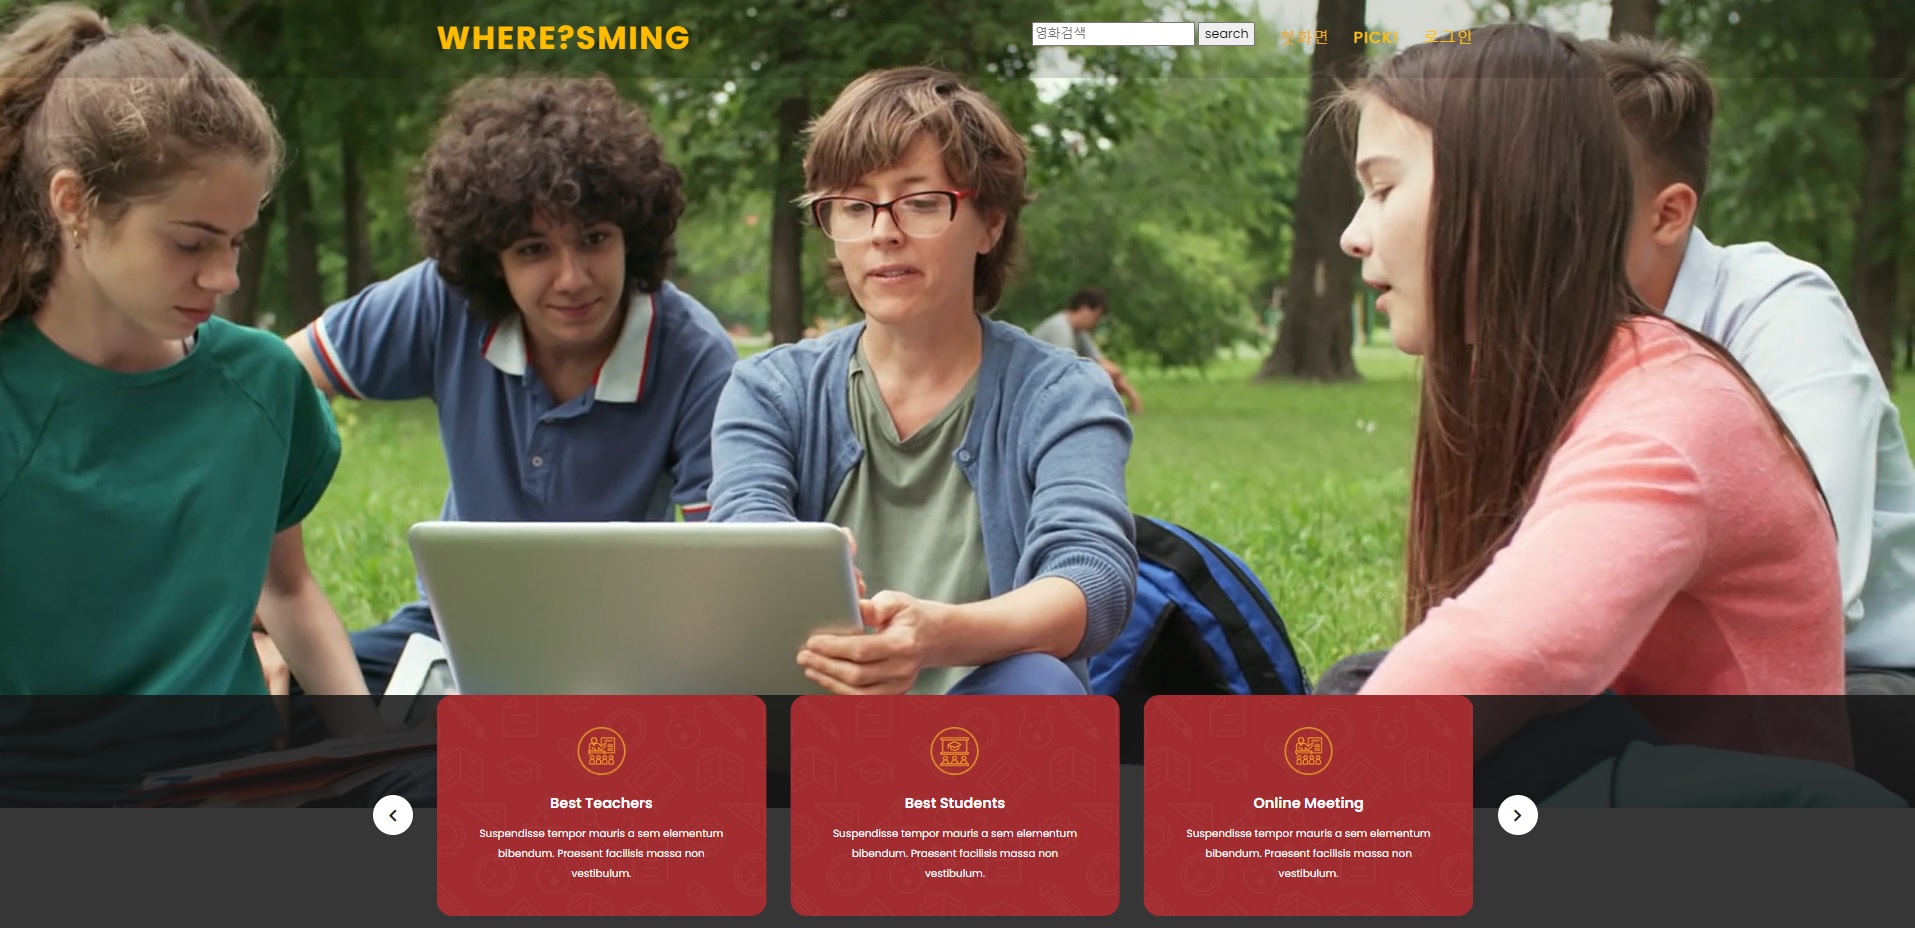 WHERE?SMING
영화검색
search
첫화면
PICK!
로그인
Best Teachers
Suspendisse tempor mauris a sem elementum
bibendum. Praesent facilisis massa non
vestibulum.
Best Students
Suspendisse tempor mauris a sem elementum
bibendum. Praesent facilisis massa non
vestibulum.
Online Meeting
Suspendisse tempor mauris a sem elementum
bibendum. Praesent facilisis massa non
vestibulum.